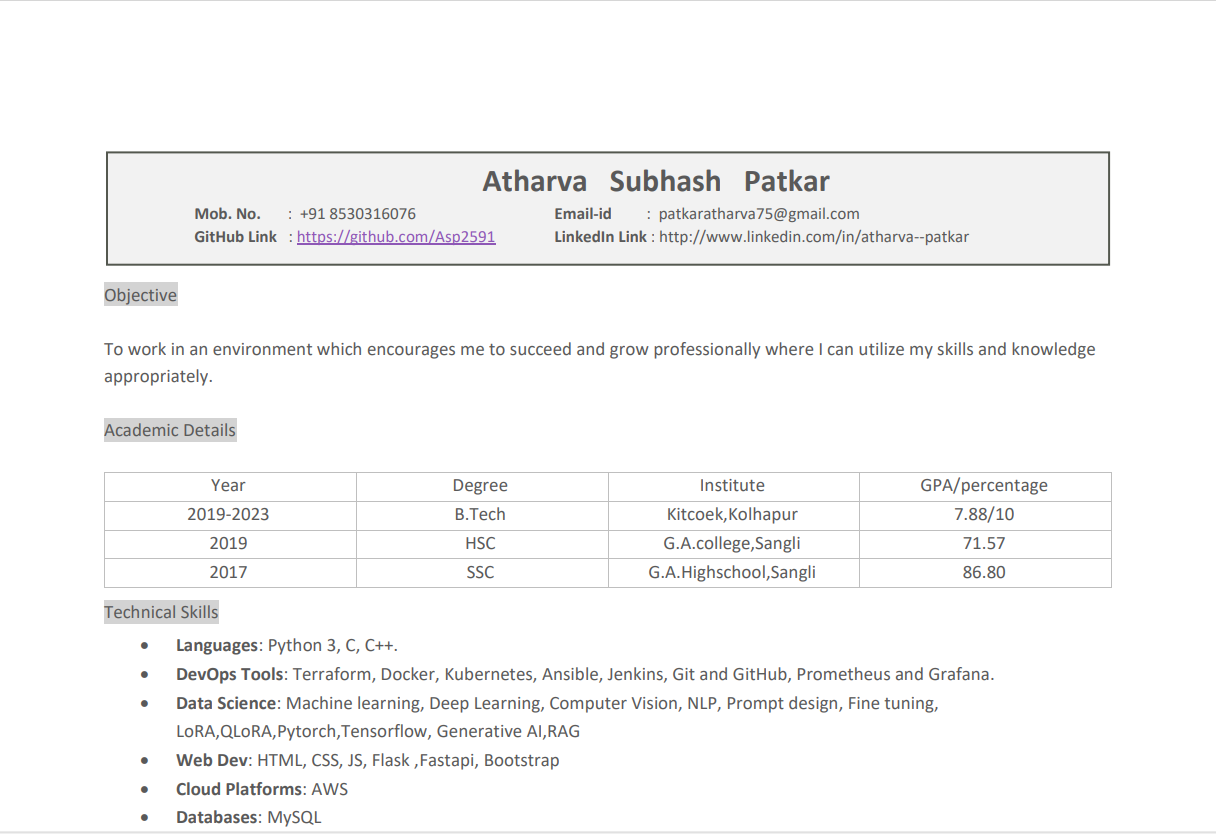 Atharva Subhash Patkar
Mob. No. : +91 8530316076 Email-id : patkaratharva75@gmail.com
GitHub Link : https://github.com/Asp2591 LinkedIn Link : http://www.linkedin.com/in/atharva--patkar
Objective
To work in an environment which encourages me to succeed and grow professionally where I can utilize my skills and knowledge
appropriately.
Academic Details
Year Degree Institute GPA/percentage
2019-2023 B.Tech Kitcoek,Kolhapur 7.88/10
2019 HSC G.A.college,Sangli 71.57
2017 SSC G.A.Highschool,Sangli 86.80
Technical Skills
• Languages: Python 3, C, C++.
• DevOps Tools: Terraform, Docker, Kubernetes, Ansible, Jenkins, Git and GitHub, Prometheus and Grafana.
• Data Science: Machine learning, Deep Learning, Computer Vision, NLP, Prompt design, Fine tuning,
LoRA,QLoRA,Pytorch,Tensorflow, Generative AI,RAG
• Web Dev: HTML, CSS, JS, Flask ,Fastapi, Bootstrap
• Cloud Platforms: AWS
• Databases: MySQL